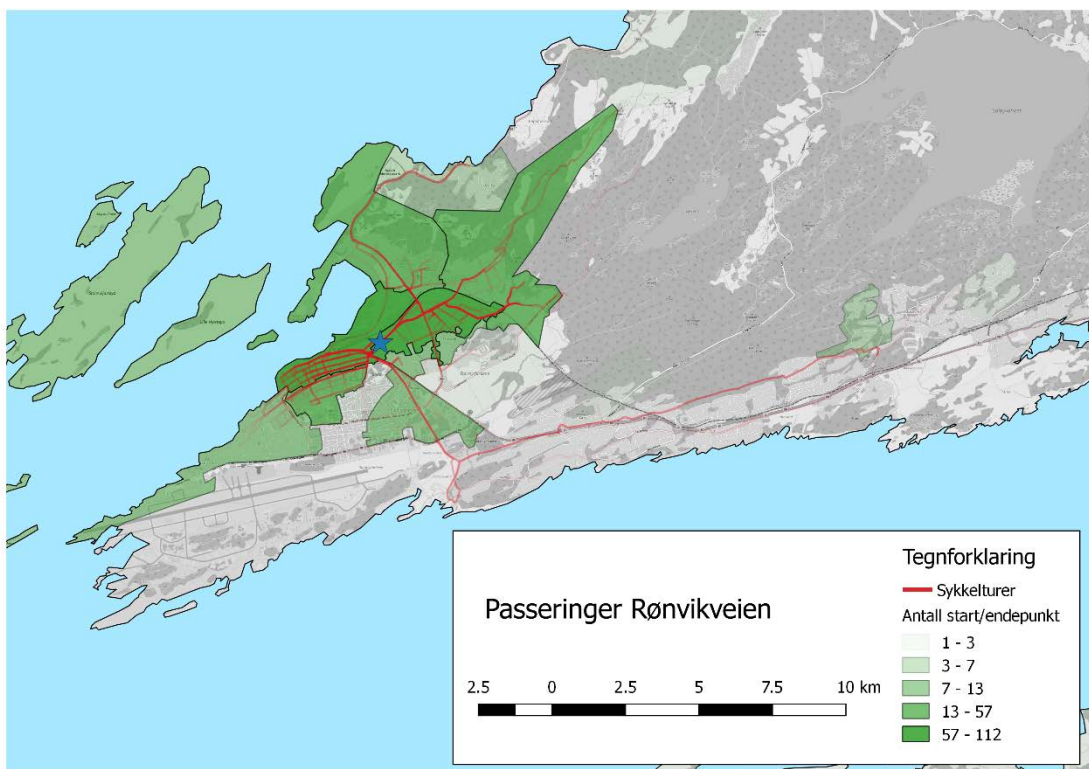 Passeringer Rønvikveien
2.5 0 2.5 5 7.5 10 km
Tegnforklaring
Sykkelturer
Antall start/endepunkt
1 - 3
3 - 7
7 - 13
13 - 57
57 - 112